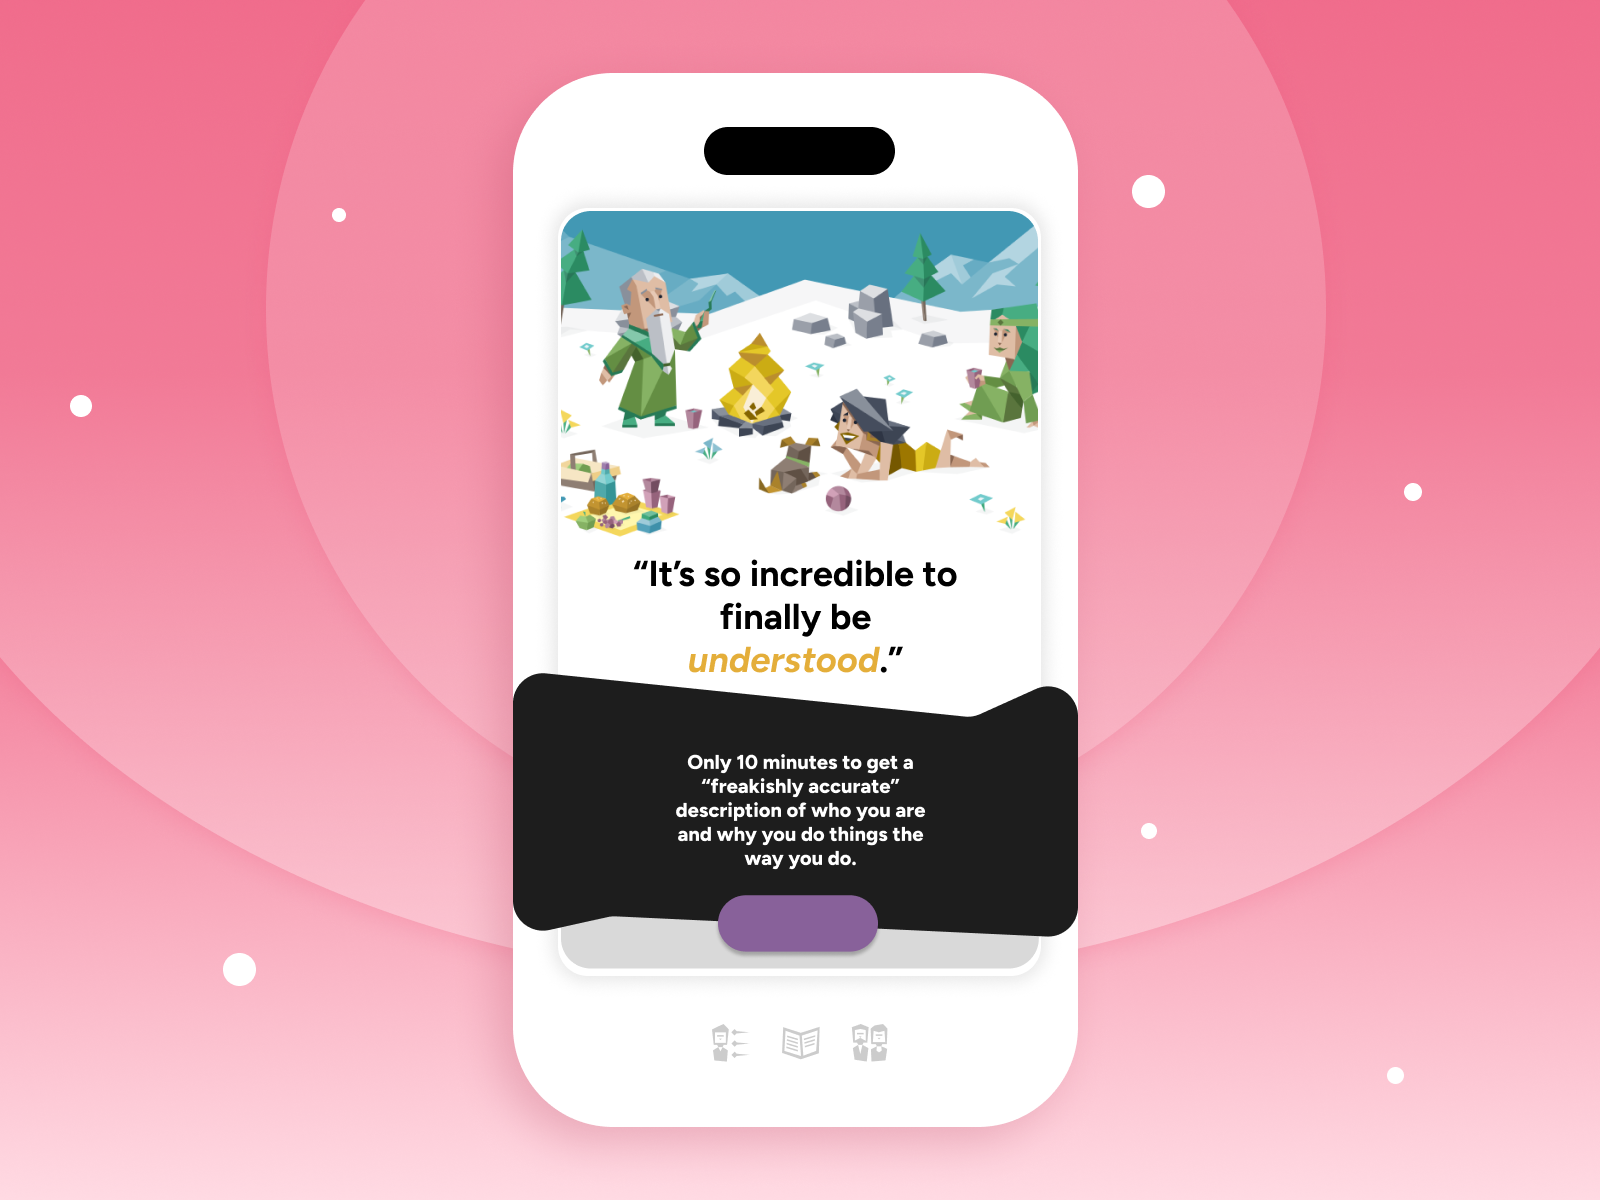 “It’s so incredible to
finally be
understood.”
Only 10 minutes to get a
“freakishly accurate”
description of who you are
and why you do things the
way you do.